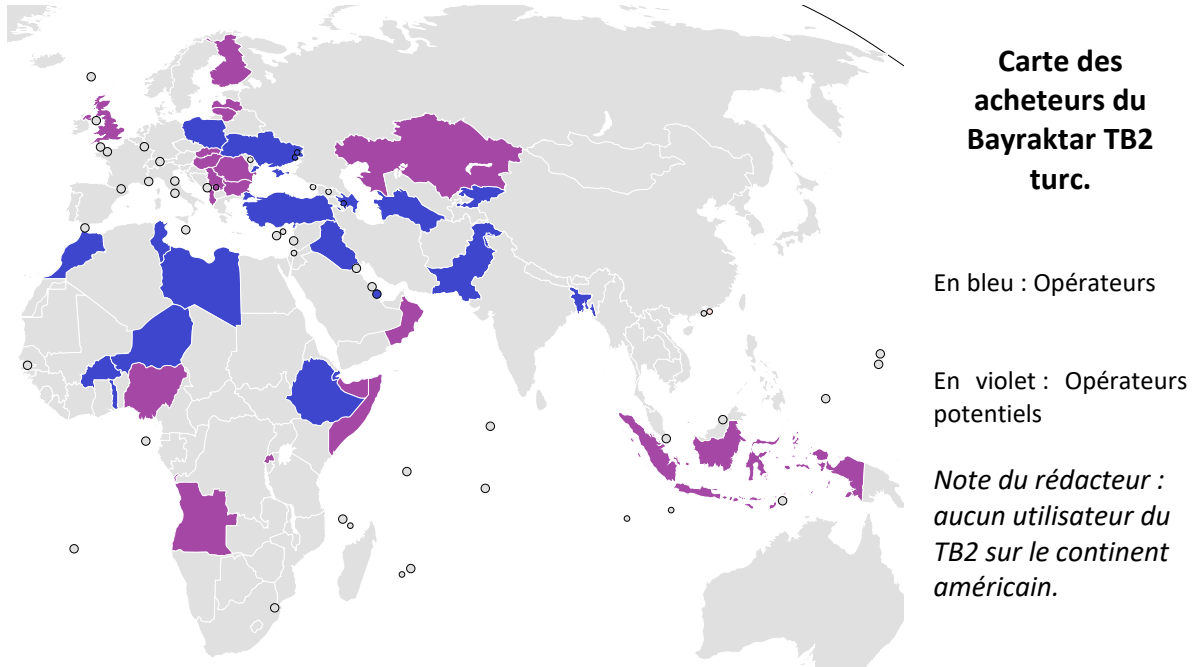 Carte des
acheteurs du
Bayraktar TB2
turc.
En bleu : Opérateurs
En violet : Opérateurs
potentiels
Note du rédacteur :
aucun utilisateur du
TB2 sur le continent
américain.